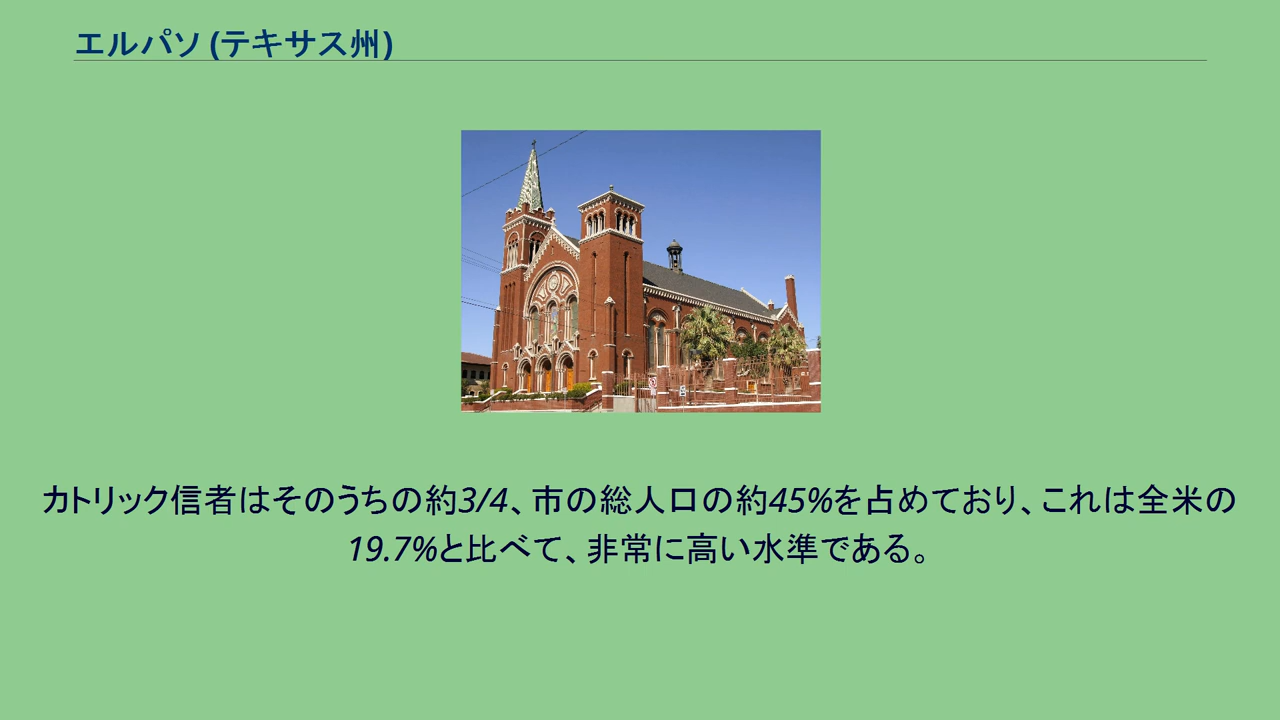 エルパソ (テキサス州)
カトリック信者はそのうちの約3/4、市の総人口の約45%を占めており、これは全米の
19.7%と比べて、非常に高い水準である。